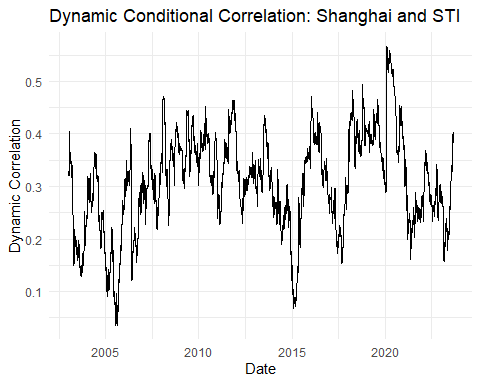 Dynamic Conditional Correlation: Shanghai and STI
Dynamic Correlation
0.5
0.4
0.3
0.2
0.1
2005 2010 2015 2020
Date